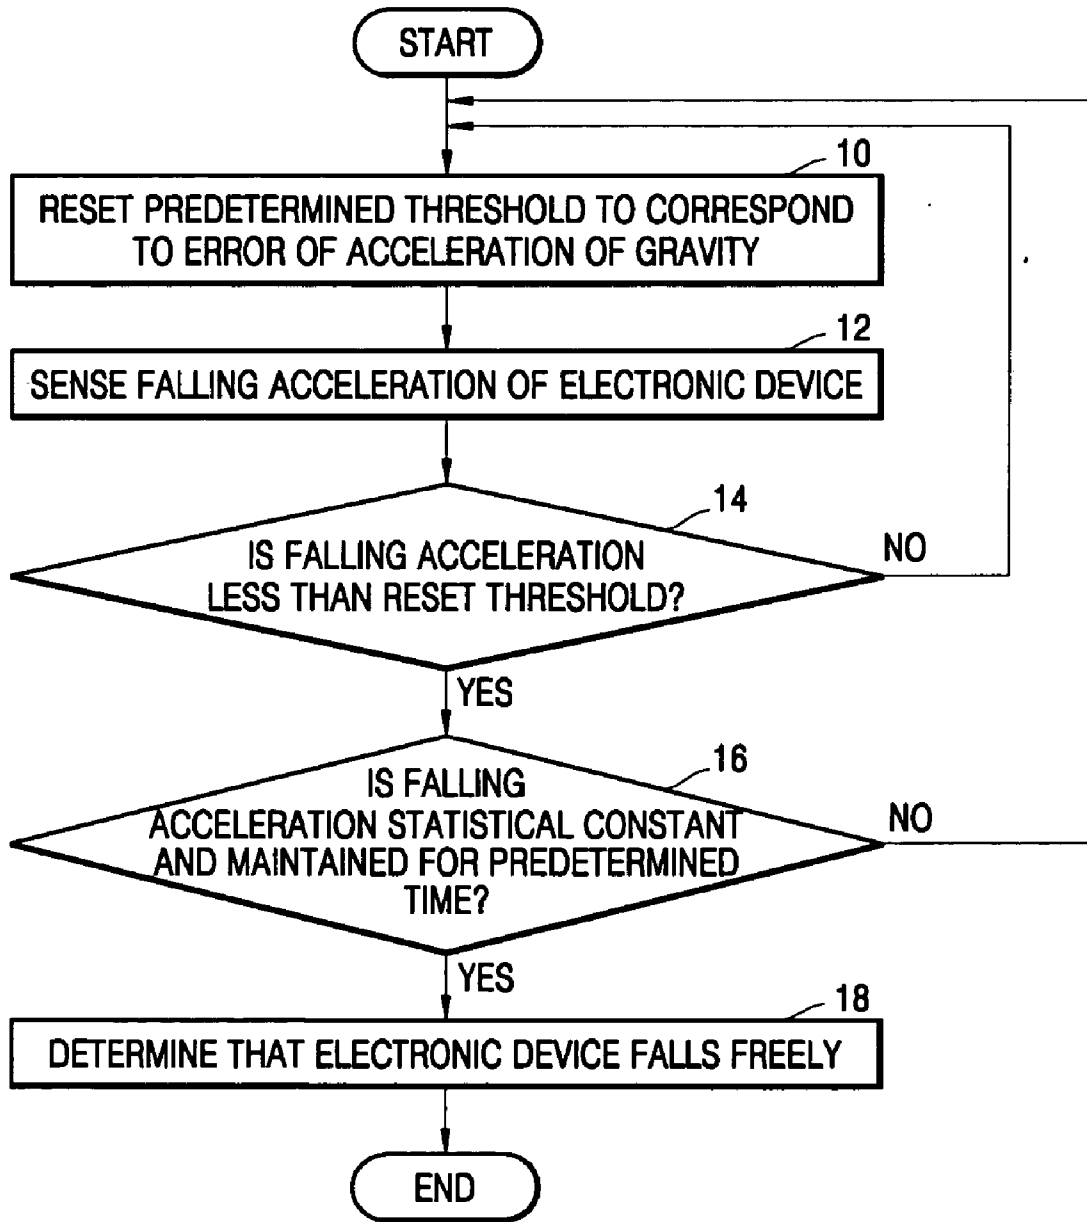 START
10
RESET PREDETERMINED THRESHOLD TO CORRESPOND
TO ERROR OF ACCELERATION OF GRAVITY
12
SENSE FALLING ACCELERATION OF ELECTRONIC DEVICE
14
IS FALLING ACCELERATION
LESS THAN RESET THRESHOLD?
NO
YES
16
IS FALLING
ACCELERATION STATISTICAL CONSTANT
AND MAINTAINED FOR PREDETERMINED
TIME?
NO
YES
18
DETERMINE THAT ELECTRONIC DEVICE FALLS FREELY
END